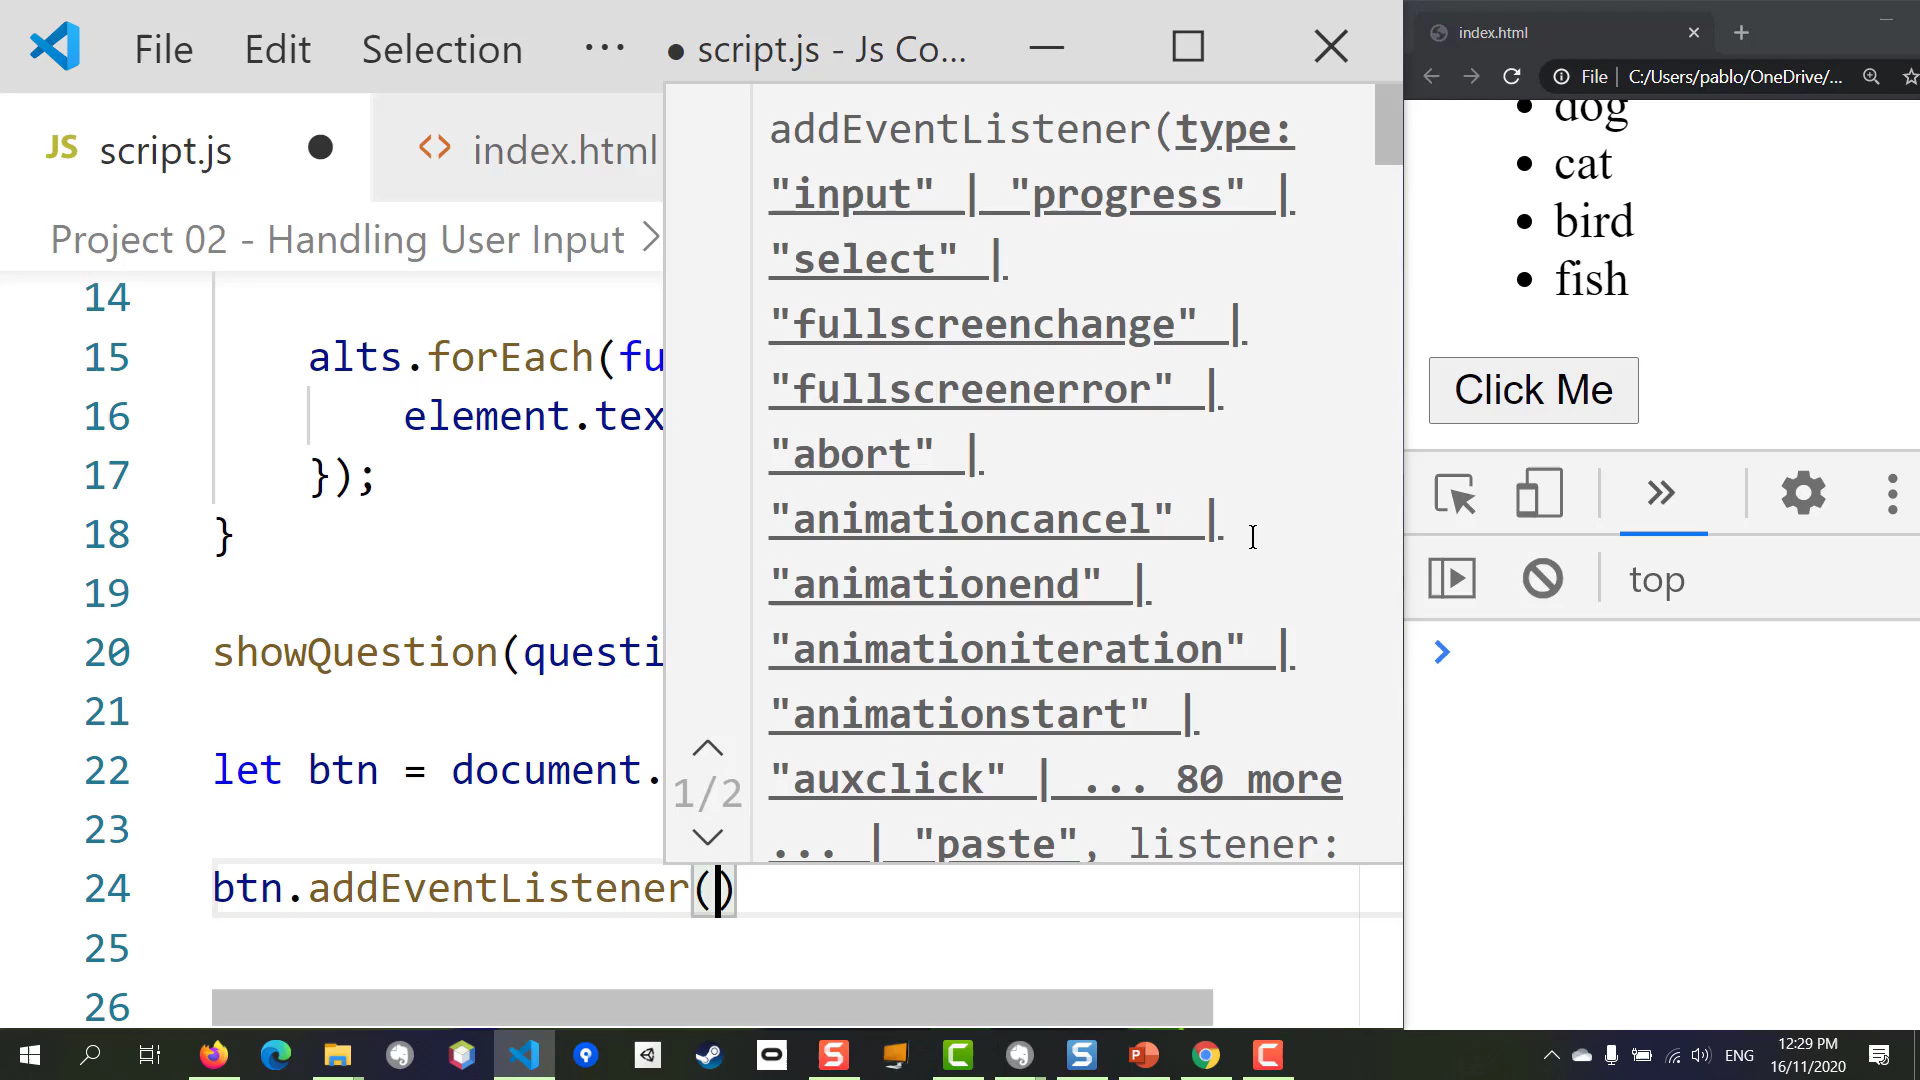 File Edit Selection ··· ● script.js - Js Co...
JS script.js ● <> index.html
Project 02 - Handling User Input >
14
15 alts.forEach(fu
16 element.tex
17 });
18 }
19
20 showQuestion(questi
21
22 let btn = document.
23
24 btn.addEventListener()
25
26
addEventListener(type:
"input" | "progress" |
"select" |
"fullscreenchange" |
"fullscreenerror" |
"abort" |
"animationcancel" |
"animationend" |
"animationiteration" |
"animationstart" |
"auxclick" | ... 80 more
... | "paste", listener:
1/2
index.html
File | C:/Users/pablo/OneDrive/...
dog
cat
bird
fish
Click Me
top
ENG
12:29 PM
16/11/2020